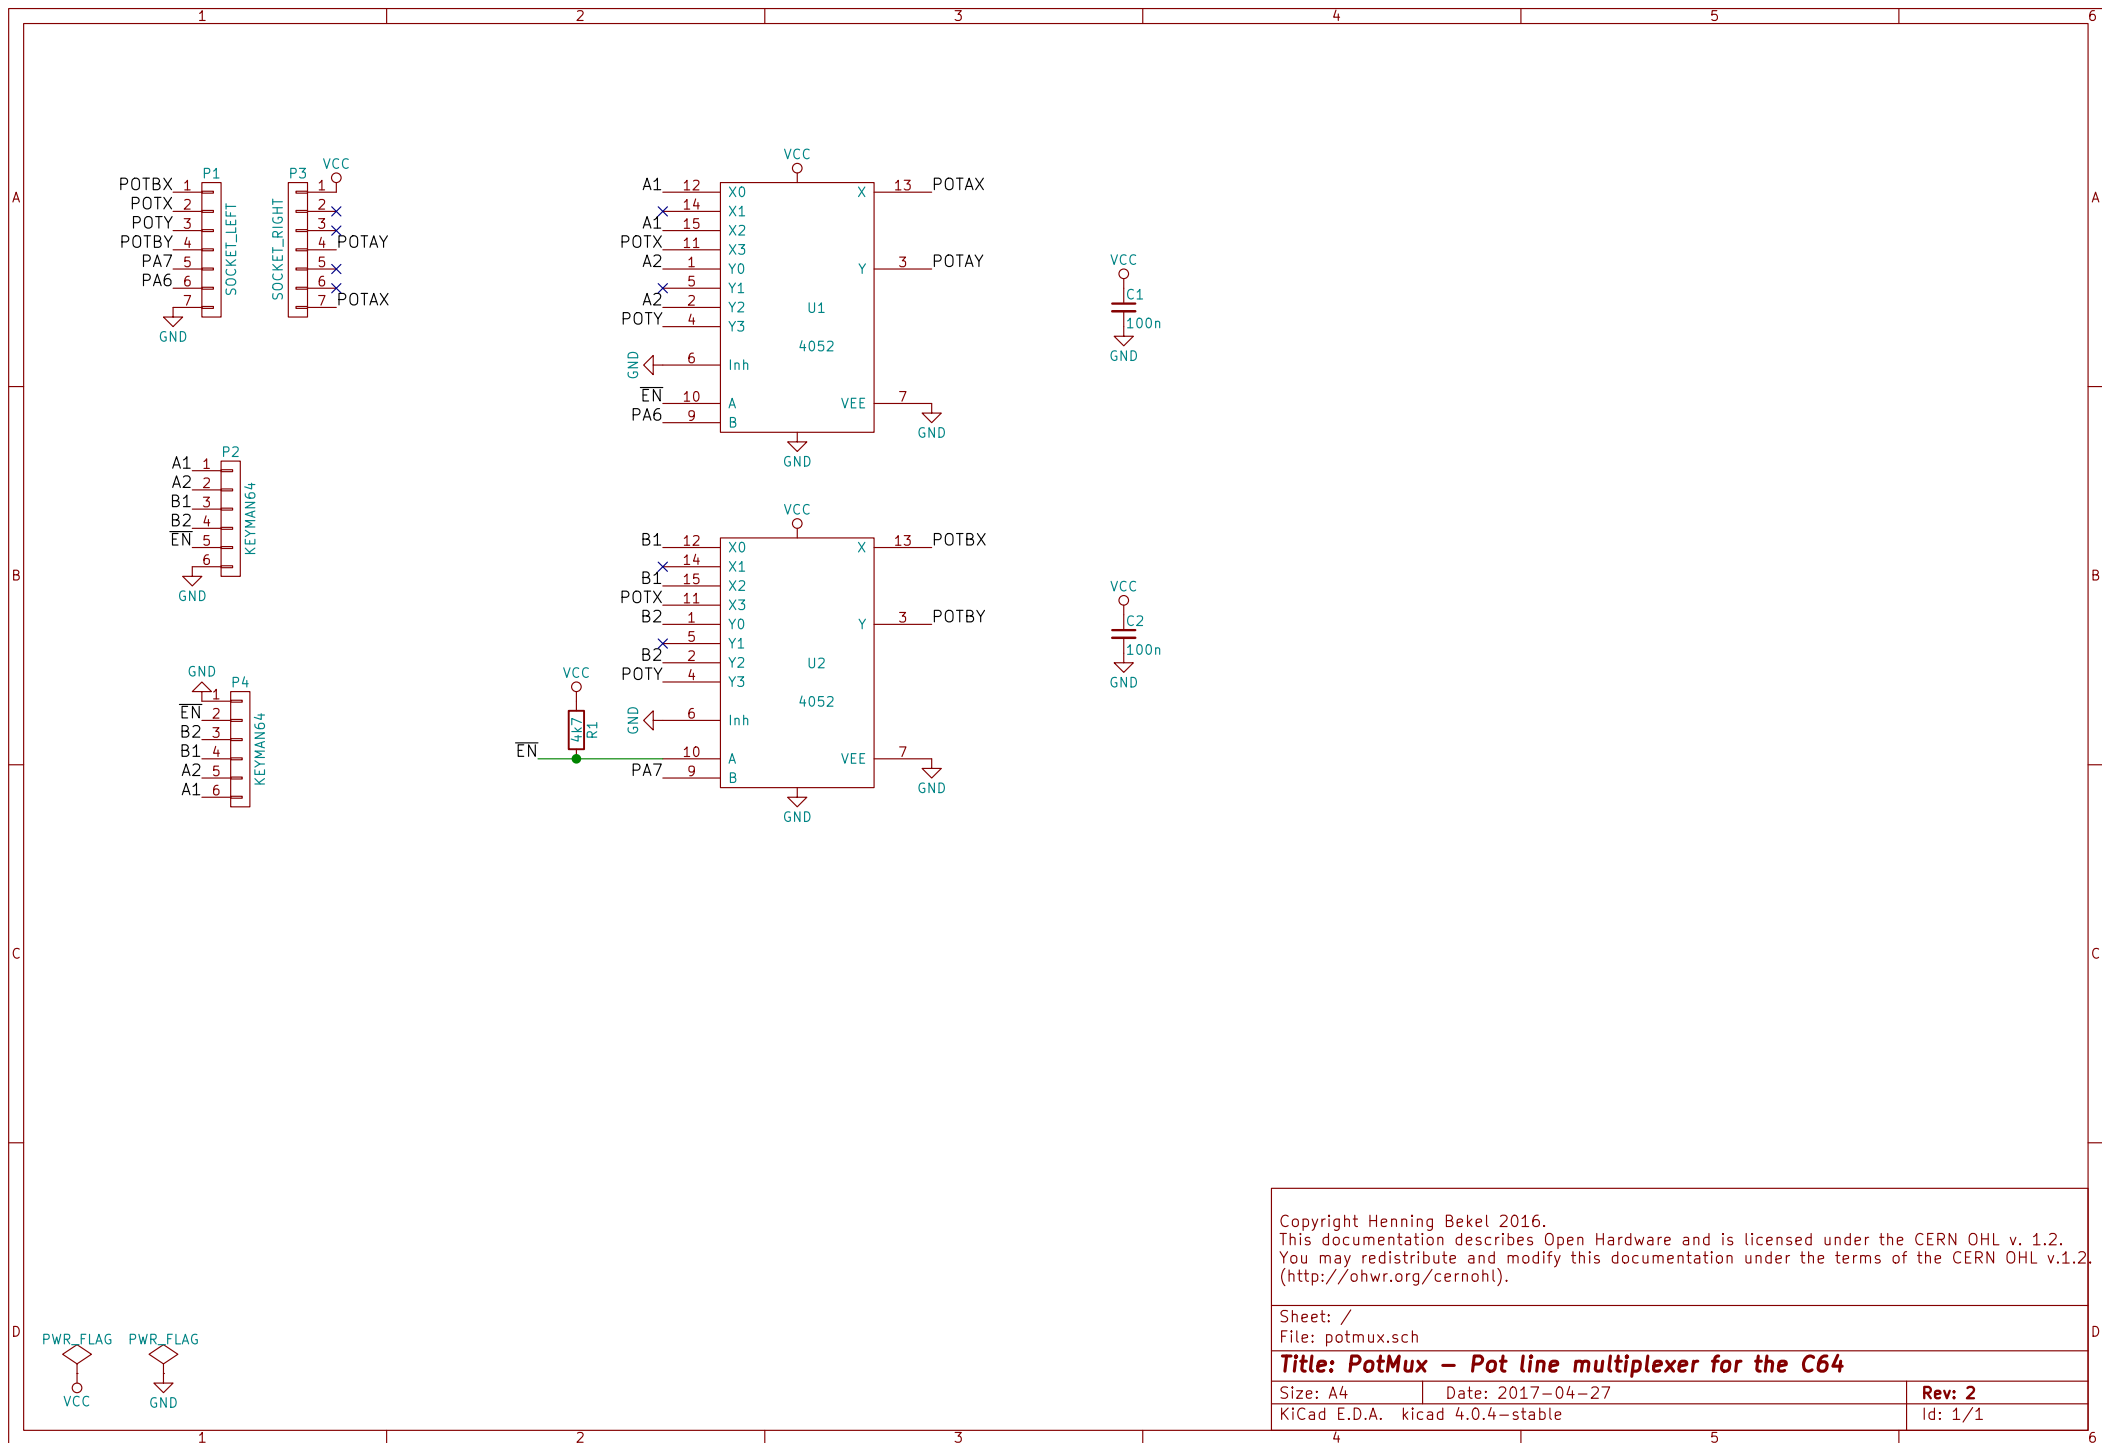 1 2 3 4 5 6
A
B
C
D
A
B
C
D
P1
SOCKET_LEFT
POTBX 1
POTX 2
POTY 3
POTBY 4
PA7 5
PA6 6
7
GND
P3
SOCKET_RIGHT
VCC
1
2
3
4 POTAY
5
6
7 POTAX
P2
KEYMAN64
A1 1
A2 2
B1 3
B2 4
EN 5
6
GND
GND
P4
KEYMAN64
1
EN 2
B2 3
B1 4
A2 5
A1 6
VCC
A1 12 X0 X 13 POTAX
14 X1
A1 15 X2
POTX 11 X3
A2 1 Y0 Y 3 POTAY
5 Y1
A2 2 Y2
POTY 4 Y3
U1
4052
GND 6 Inh
EN 10 A VEE 7
PA6 9 B
GND
GND
VCC
B1 12 X0 X 13 POTBX
14 X1
B1 15 X2
POTX 11 X3
B2 1 Y0 Y 3 POTBY
5 Y1
B2 2 Y2
POTY 4 Y3
U2
4052
GND 6 Inh
EN 10 A VEE 7
PA7 9 B
GND
GND
VCC
4k7
R1
VCC
C1
100n
GND
VCC
C2
100n
GND
PWR_FLAG PWR_FLAG
VCC GND
Copyright Henning Bekel 2016.
This documentation describes Open Hardware and is licensed under the CERN OHL v. 1.2.
You may redistribute and modify this documentation under the terms of the CERN OHL v.1.2.
(http://ohwr.org/cernohl).
Sheet: /
File: potmux.sch
Title: PotMux – Pot line multiplexer for the C64
Size: A4 Date: 2017-04-27 Rev: 2
KiCad E.D.A. kicad 4.0.4-stable Id: 1/1
1 2 3 4 5 6